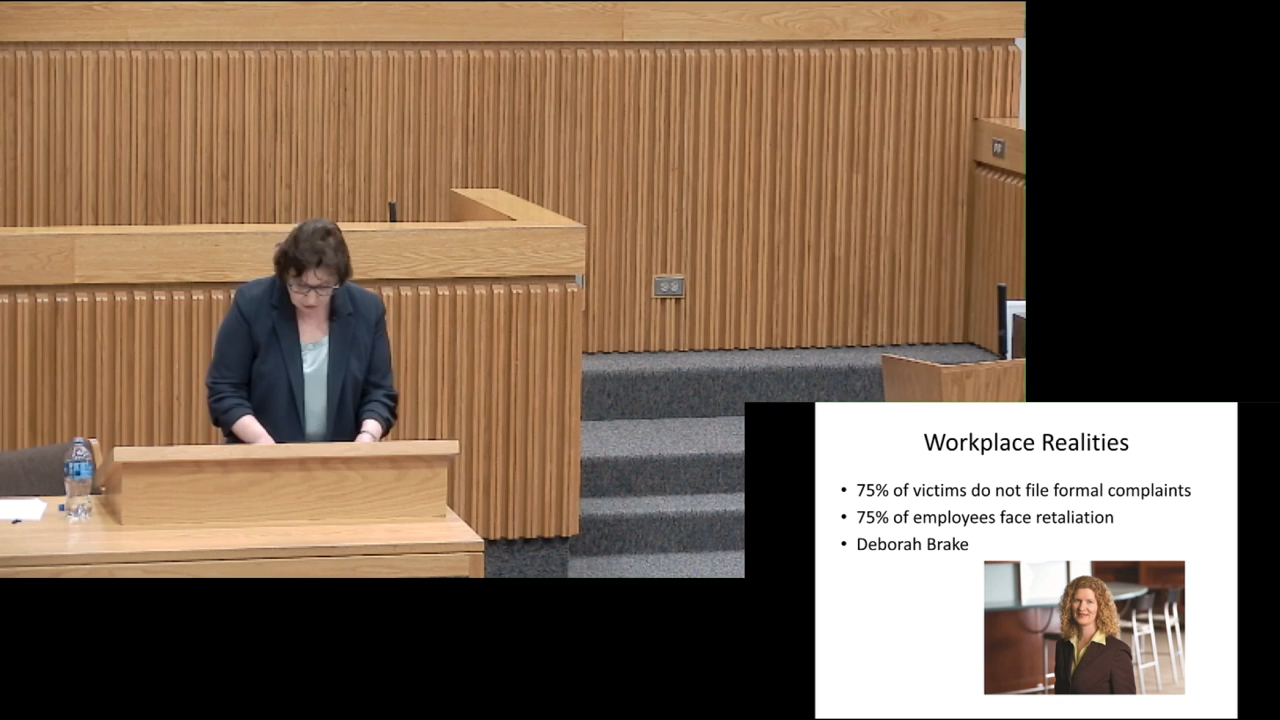 Workplace Realities
• 75% of victims do not file formal complaints
• 75% of employees face retaliation
• Deborah Brake